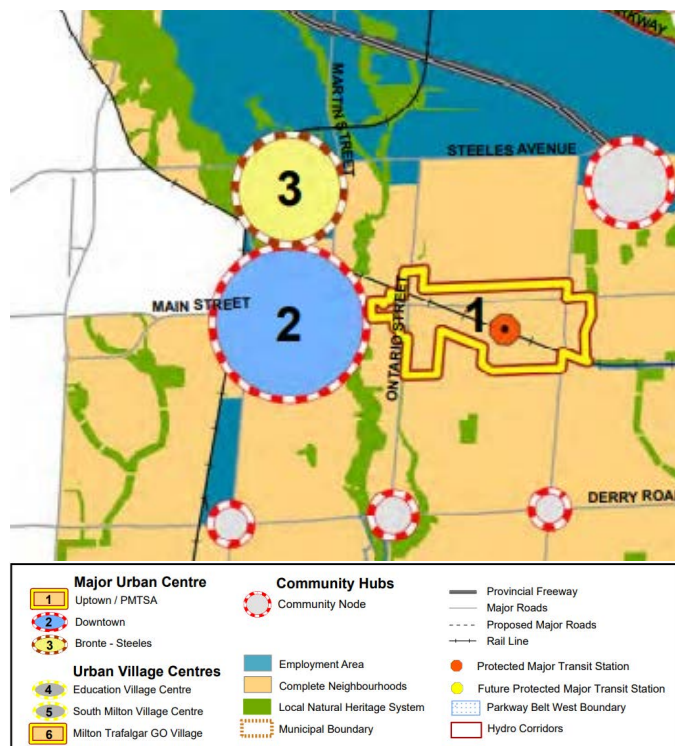 RKWAY
MARTIN STREET
STEELES AVENUE
3
MAIN STREET
2
ONTARIO STREET
1
DERRY ROA
Major Urban Centre
1 Uptown / PMTSA
2 Downtown
3 Bronte - Steeles
Urban Village Centres
4 Education Village Centre
5 South Milton Village Centre
6 Milton Trafalgar GO Village
Community Hubs
Community Node
Employment Area
Complete Neighbourhoods
Local Natural Heritage System
Municipal Boundary
Provincial Freeway
Major Roads
Proposed Major Roads
Rail Line
Protected Major Transit Station
Future Protected Major Transit Station
Parkway Belt West Boundary
Hydro Corridors